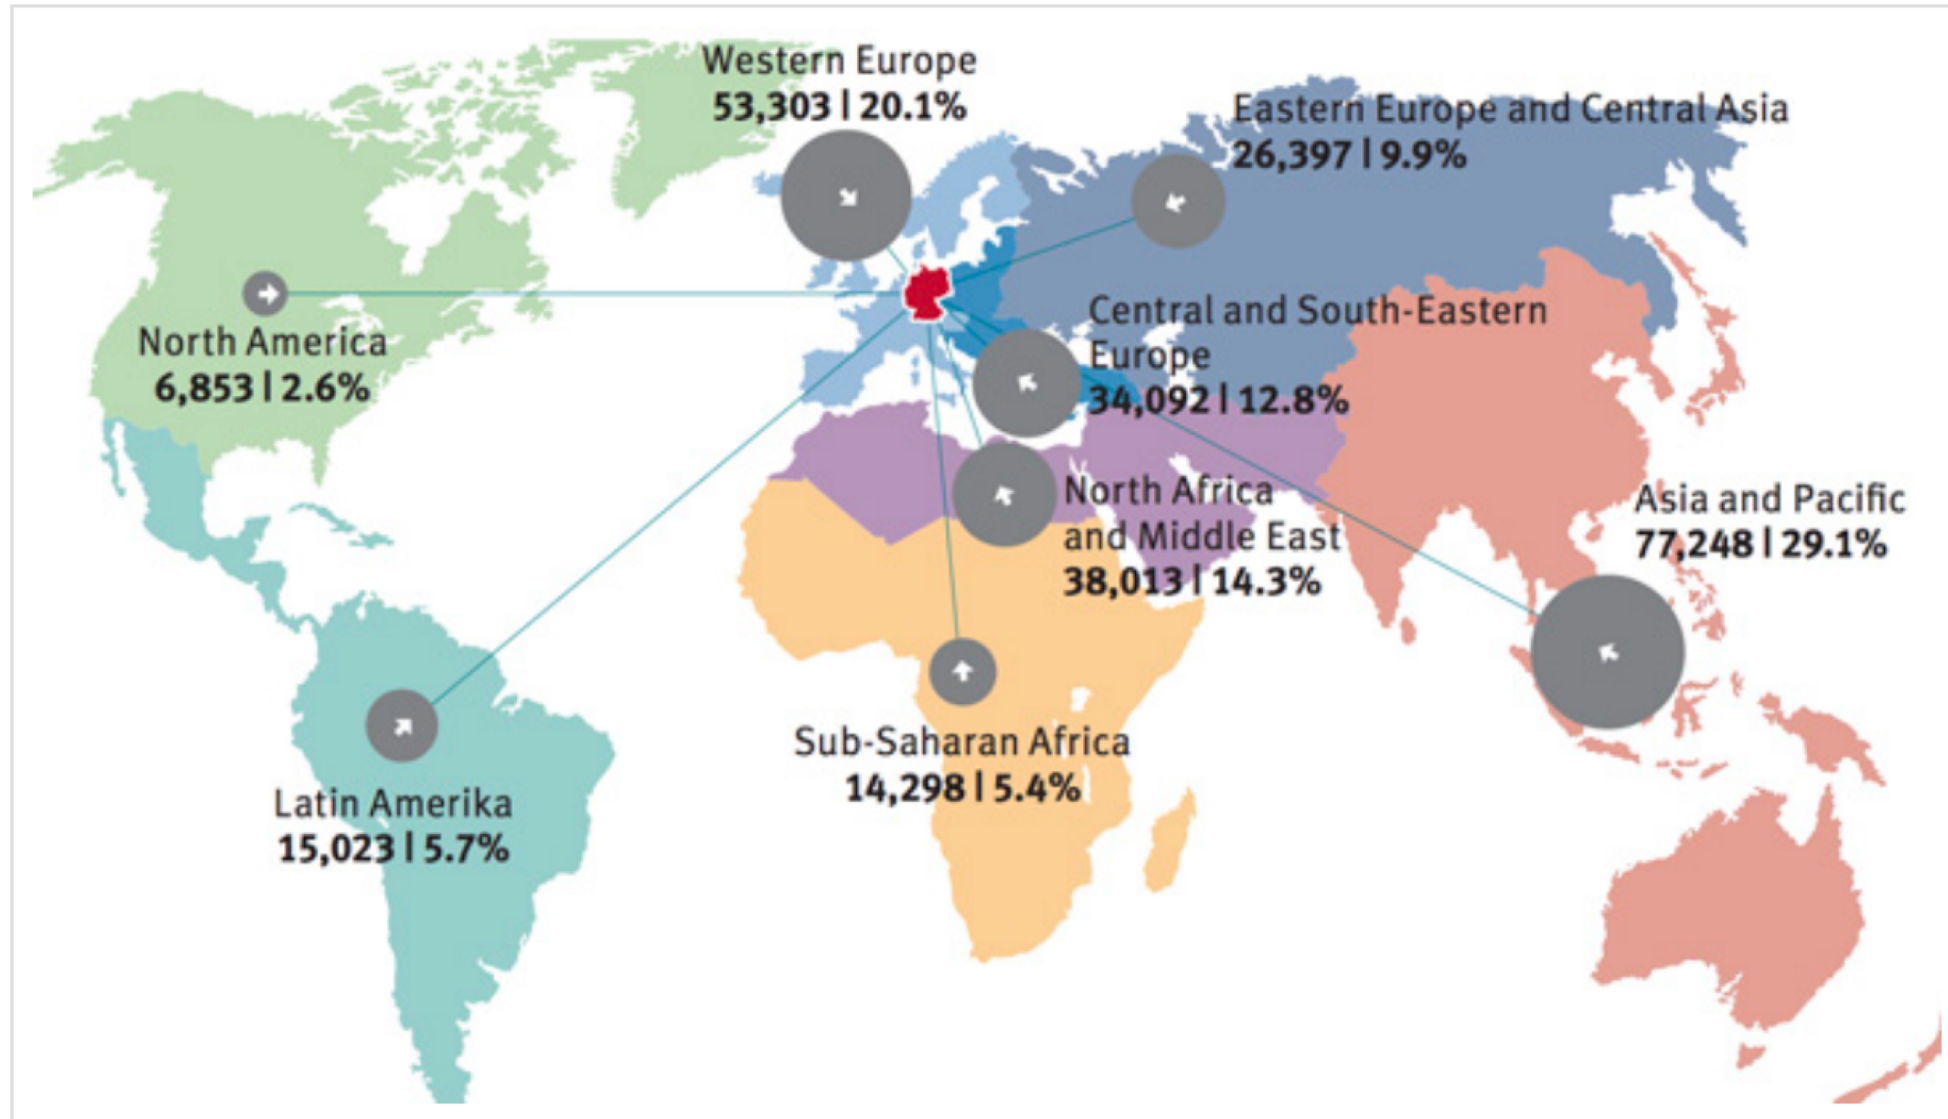 Western Europe
53,303 | 20.1%
Eastern Europe and Central Asia
26,397 | 9.9%
North America
6,853 | 2.6%
Central and South-Eastern
Europe
34,092 | 12.8%
North Africa
and Middle East
38,013 | 14.3%
Asia and Pacific
77,248 | 29.1%
Sub-Saharan Africa
14,298 | 5.4%
Latin Amerika
15,023 | 5.7%